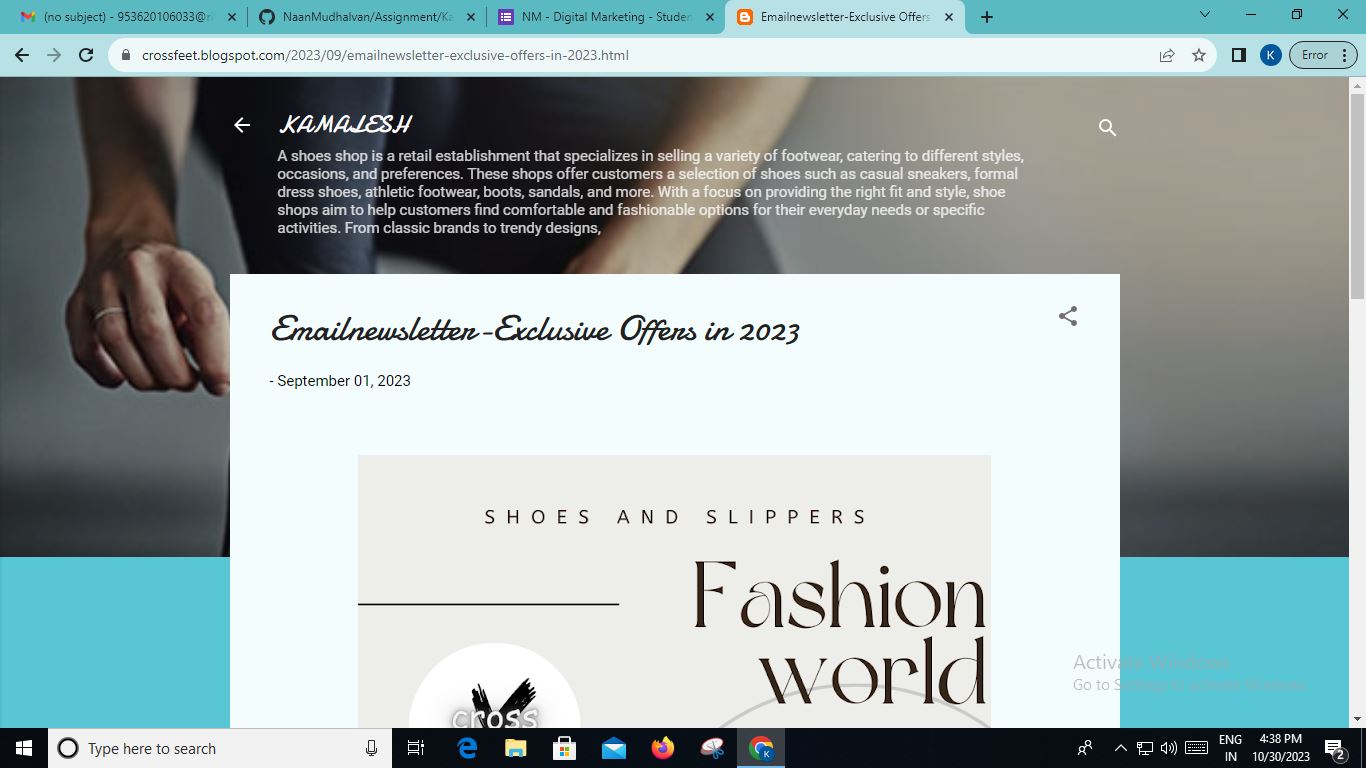 (no subject) - 953620106033@ri
NaanMudhalvan/Assignment/Ka
NM - Digital Marketing - Studen
Emailnewsletter-Exclusive Offers
crossfeet.blogspot.com/2023/09/emailnewsletter-exclusive-offers-in-2023.html
K
Error
KAMALESH
A shoes shop is a retail establishment that specializes in selling a variety of footwear, catering to different styles,
occasions, and preferences. These shops offer customers a selection of shoes such as casual sneakers, formal
dress shoes, athletic footwear, boots, sandals, and more. With a focus on providing the right fit and style, shoe
shops aim to help customers find comfortable and fashionable options for their everyday needs or specific
activities. From classic brands to trendy designs,
Emailnewsletter-Exclusive Offers in 2023
- September 01, 2023
SHOES AND SLIPPERS
Fashion
world
cross
Activate Windows
Go to Settings to activate Windows.
Type here to search
K
ENG
IN
4:38 PM
10/30/2023
2